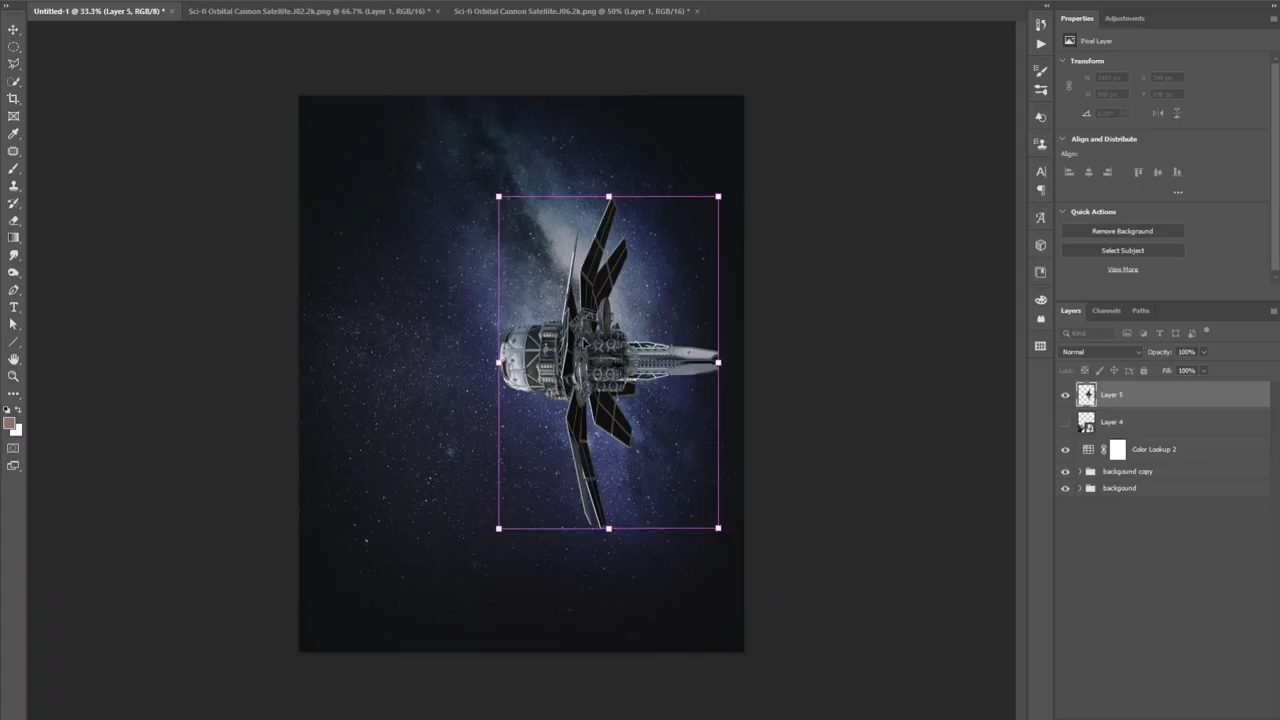 Untitled-1 @ 33.3% (Layer 5, RGB/8) * ×
Sci-fi Orbital Cannon Satellite.J02.2k.png @ 66.7% (Layer 1, RGB/16) * ×
Sci-fi Orbital Cannon Satellite.J06.2k.png @ 50% (Layer 1, RGB/16) * ×
Properties Adjustments
Pixel Layer
Transform
W X
H Y
Align and Distribute
Align:
Quick Actions
Remove Background
Select Subject
View More
Layers Channels Paths
Kind
Normal Opacity: 100%
Lock: Fill: 100%
Layer 5
Layer 4
Color Lookup 2
backgound copy
backgound